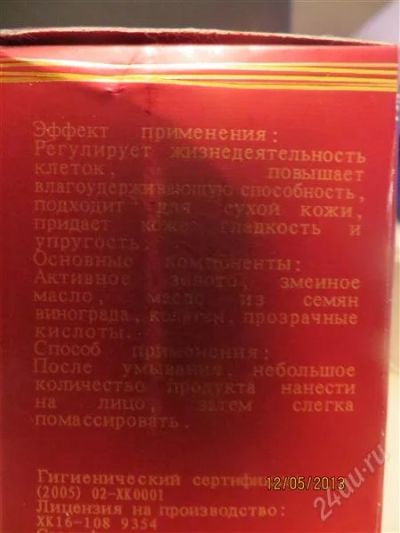 Эффект применения:
Регулирует жизнедеятельность
клеток, повышает
влагоудерживающую способность,
подходит для сухой кожи,
придает коже гладкость и
упругость.
Основные компоненты:
Активное золото, змеиное
масло, масло из семян
винограда, колаген, прозрачные
кислоты.
Способ применения:
После умывания, небольшое
количество продукта нанести
на лицо, затем слегка
помассировать.
Гигиенический
(2005) 02-ХК0001
Лицензия на производство:
ХК16-108 9354
12/05/2013
24au.ru